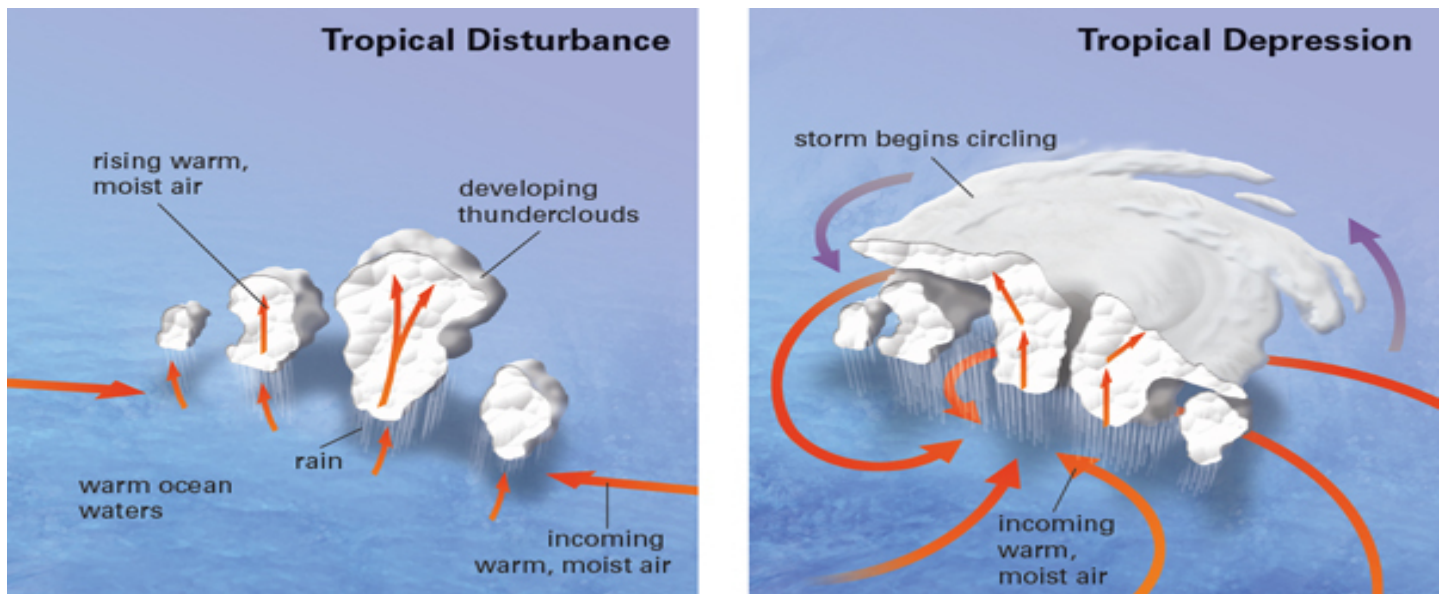 Tropical Disturbance
rising warm,
moist air
developing
thunderclouds
rain
warm ocean
waters
incoming
warm, moist air
Tropical Depression
storm begins circling
incoming
warm,
moist air